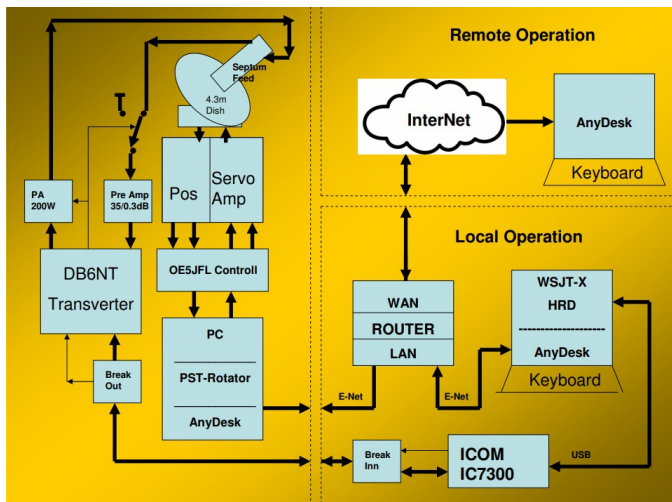 Septum
Feed
4.3m
Dish
PA
200W
Pre Amp
35/0.3dB
Pos
Servo
Amp
DB6NT
Transverter
OE5JFL Controll
PC
PST-Rotator
AnyDesk
Break
Out
Remote Operation
InterNet
AnyDesk
Keyboard
Local Operation
WAN
ROUTER
LAN
WSJT-X
HRD
AnyDesk
Keyboard
E-Net
E-Net
Break
Inn
ICOM
IC7300
USB